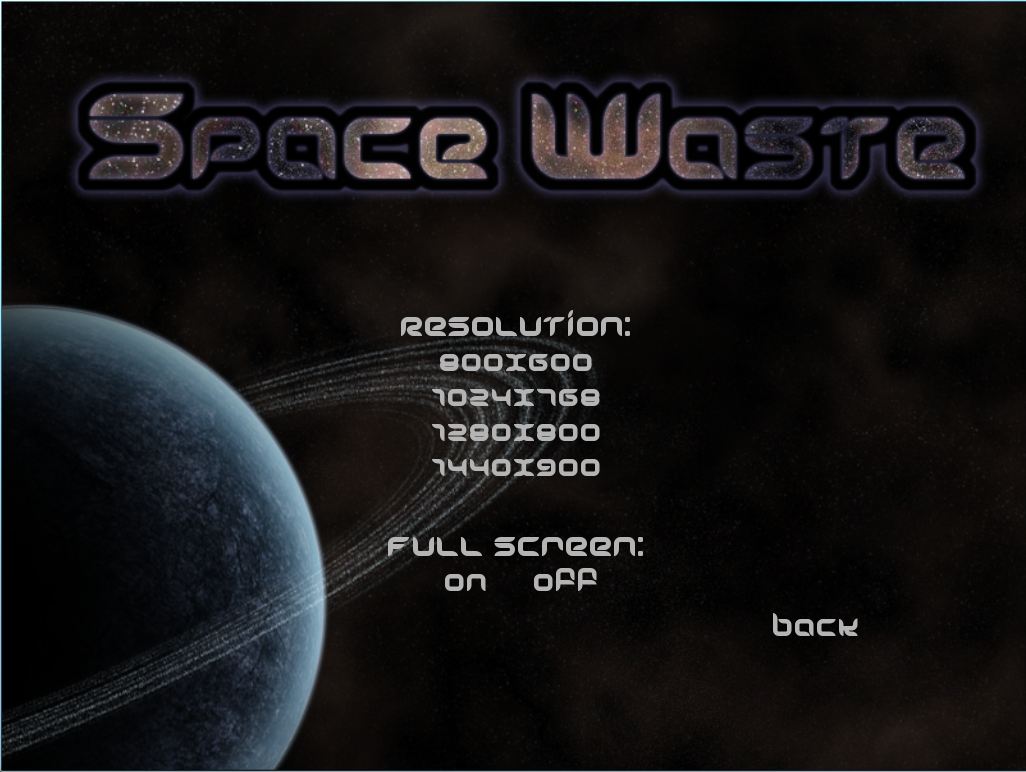 Space Waste
Resolution:
800x600
1024x768
1280x800
1440x900
Full Screen:
on off
back